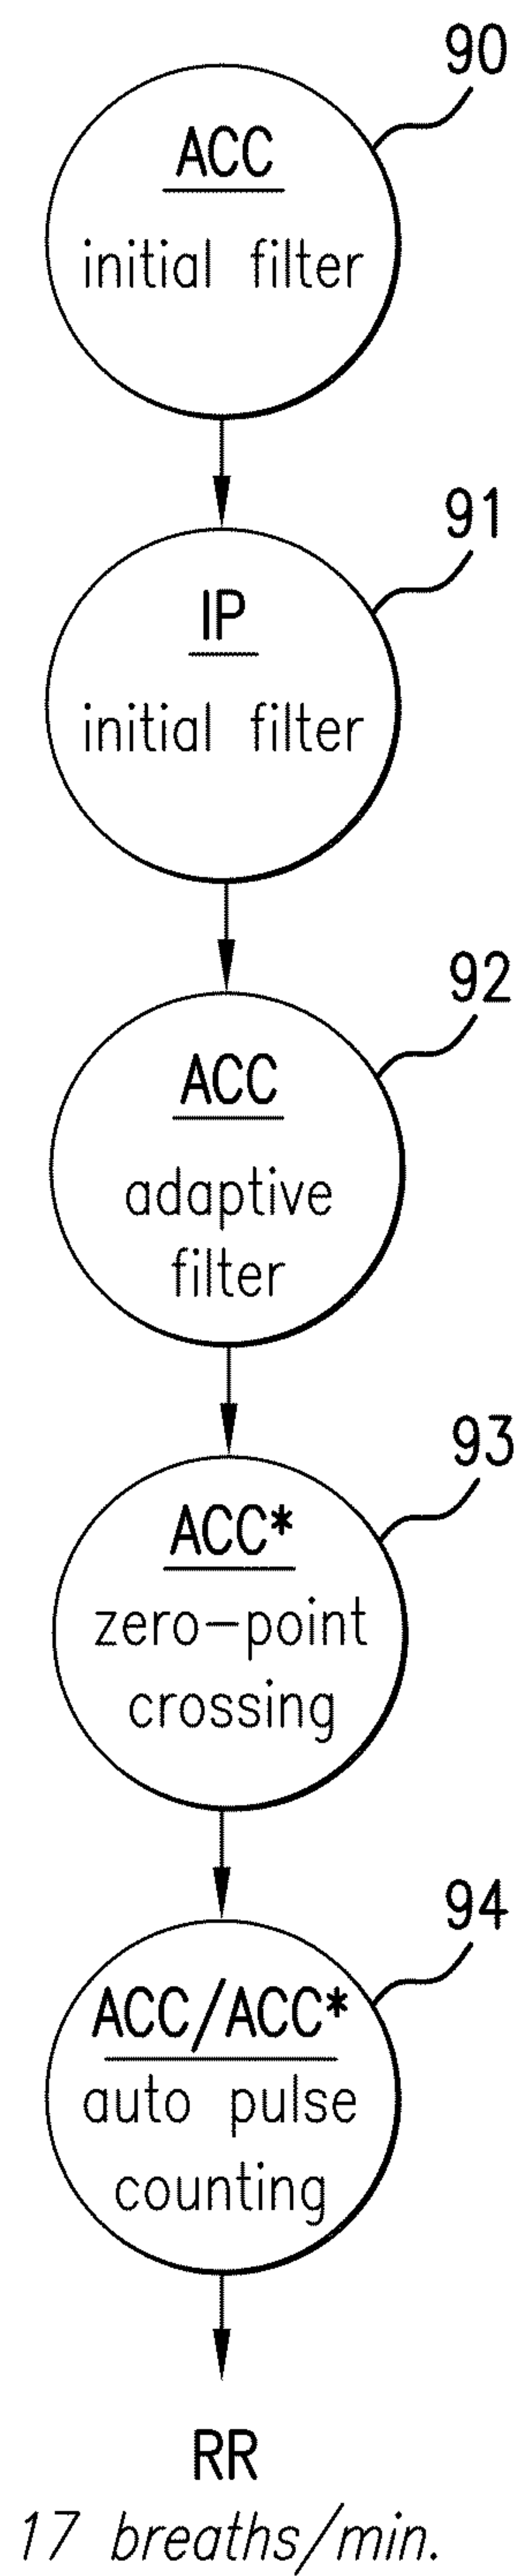 90
ACC
initial filter
91
IP
initial filter
92
ACC
adaptive
filter
93
ACC*
zero-point
crossing
94
ACC/ACC*
auto pulse
counting
RR
17 breaths/min.